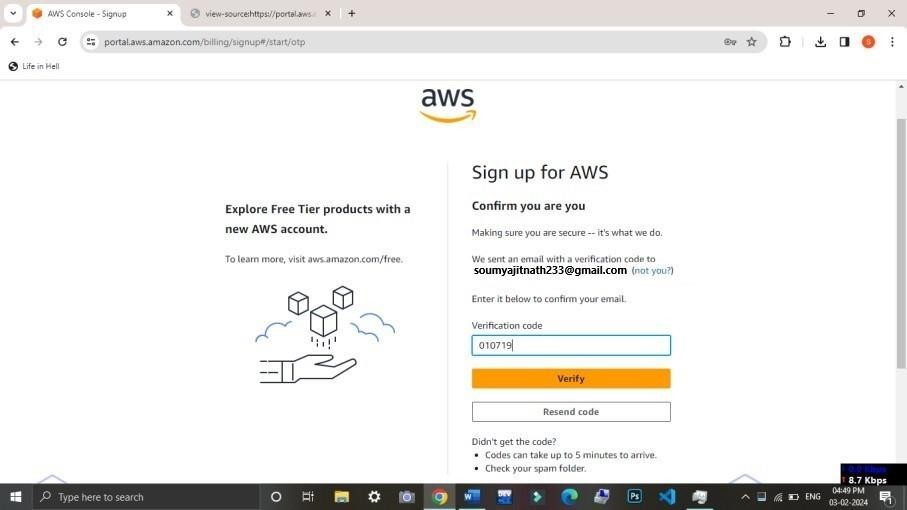 AWS Console - Signup
view-source:https://portal.aws.a
portal.aws.amazon.com/billing/signup#/start/otp
S
Life in Hell
aws
Explore Free Tier products with a
new AWS account.
To learn more, visit aws.amazon.com/free.
Sign up for AWS
Confirm you are you
Making sure you are secure -- it's what we do.
We sent an email with a verification code to
soumyajitnath233@gmail.com (not you?)
Enter it below to confirm your email.
Verification code
010719
Verify
Resend code
Didn't get the code?
• Codes can take up to 5 minutes to arrive.
• Check your spam folder.
0.0 Kbps
8.7 Kbps
Type here to search
ENG
04:49 PM
03-02-2024